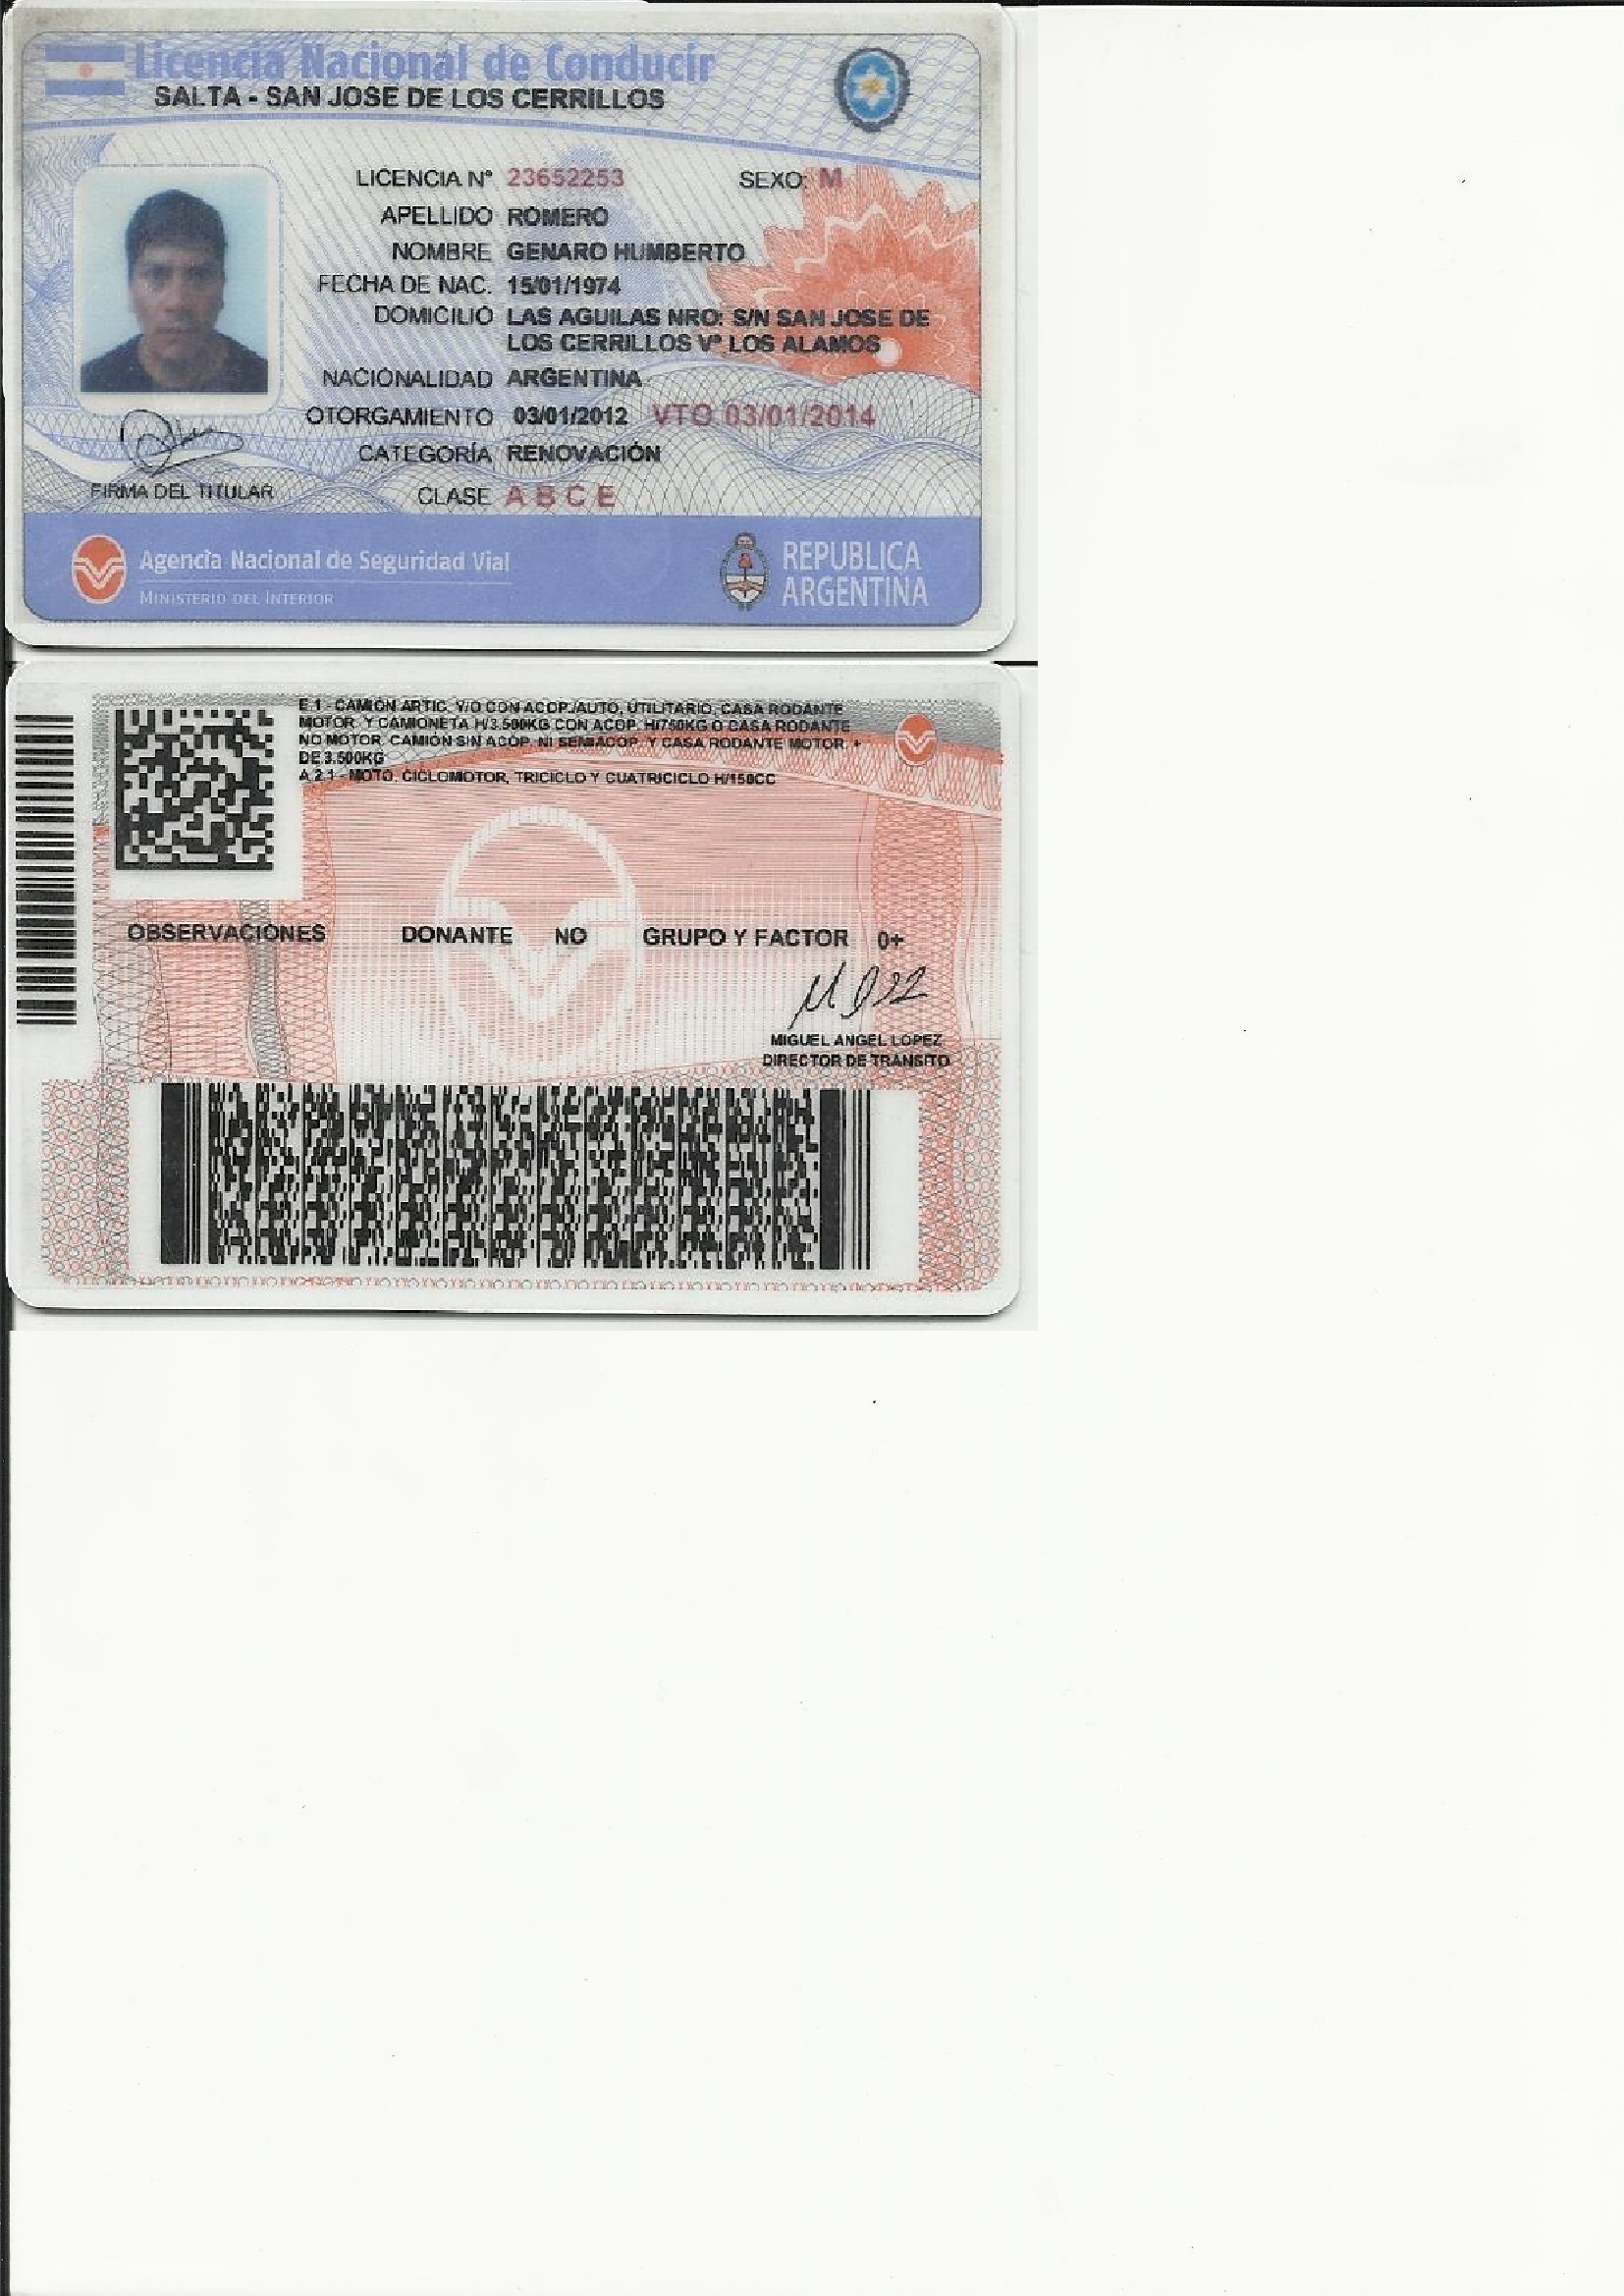 Licencia Nacional de Conducir
SALTA - SAN JOSE DE LOS CERRILLOS
LICENCIA Nº 23652253 SEXO: M
APELLIDO ROMERO
NOMBRE GENARO HUMBERTO
FECHA DE NAC. 15/01/1974
DOMICILIO LAS AGUILAS NRO: S/N SAN JOSE DE
LOS CERRILLOS Vº LOS ALAMOS
NACIONALIDAD ARGENTINA
OTORGAMIENTO 03/01/2012 VTO. 03/01/2014
CATEGORÍA RENOVACIÓN
FIRMA DEL TITULAR CLASE A B C E
Agencia Nacional de Seguridad Vial
MINISTERIO DEL INTERIOR
REPUBLICA
ARGENTINA
E.1 - CAMION ARTIC. Y/O CON ACOP./AUTO, UTILITARIO, CASA RODANTE
MOTOR. Y CAMIONETA H/3.500KG CON ACOP. H/750KG O CASA RODANTE
NO MOTOR. CAMIÓN SIN ACOP. NI SEMIACOP. Y CASA RODANTE MOTOR. +
DE 3.500KG
A.2.1 - MOTO, CICLOMOTOR, TRICICLO Y CUATRICICLO H/150CC
OBSERVACIONES DONANTE NO GRUPO Y FACTOR 0+
MIGUEL ANGEL LOPEZ
DIRECTOR DE TRANSITO